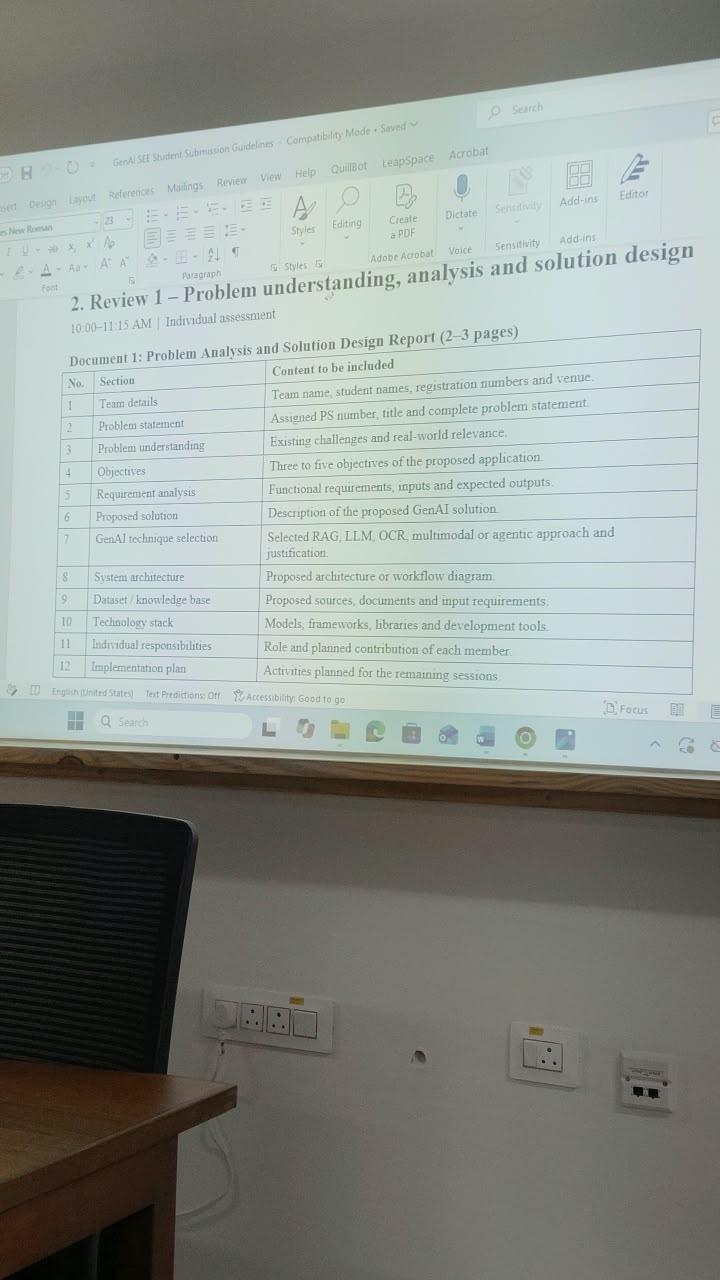 GenAI SEE Student Submission Guidelines - Compatibility Mode • Saved
Search
Design Layout References Mailings Review View Help QuillBot LeapSpace Acrobat
New Roman 23
Styles
Editing
Create a PDF
Dictate
Sensitivity
Add-ins
Editor
Font
Paragraph
Styles
Adobe Acrobat
Voice
Sensitivity
Add-ins
2. Review 1 – Problem understanding, analysis and solution design
10:00–11:15 AM | Individual assessment
Document 1: Problem Analysis and Solution Design Report (2–3 pages)
No. Section Content to be included
1 Team details Team name, student names, registration numbers and venue.
2 Problem statement Assigned PS number, title and complete problem statement.
3 Problem understanding Existing challenges and real-world relevance.
4 Objectives Three to five objectives of the proposed application.
5 Requirement analysis Functional requirements, inputs and expected outputs.
6 Proposed solution Description of the proposed GenAI solution.
7 GenAI technique selection Selected RAG, LLM, OCR, multimodal or agentic approach and
justification.
8 System architecture Proposed architecture or workflow diagram.
9 Dataset / knowledge base Proposed sources, documents and input requirements.
10 Technology stack Models, frameworks, libraries and development tools.
11 Individual responsibilities Role and planned contribution of each member.
12 Implementation plan Activities planned for the remaining sessions.
English (United States) Text Predictions: Off Accessibility: Good to go Focus
Search